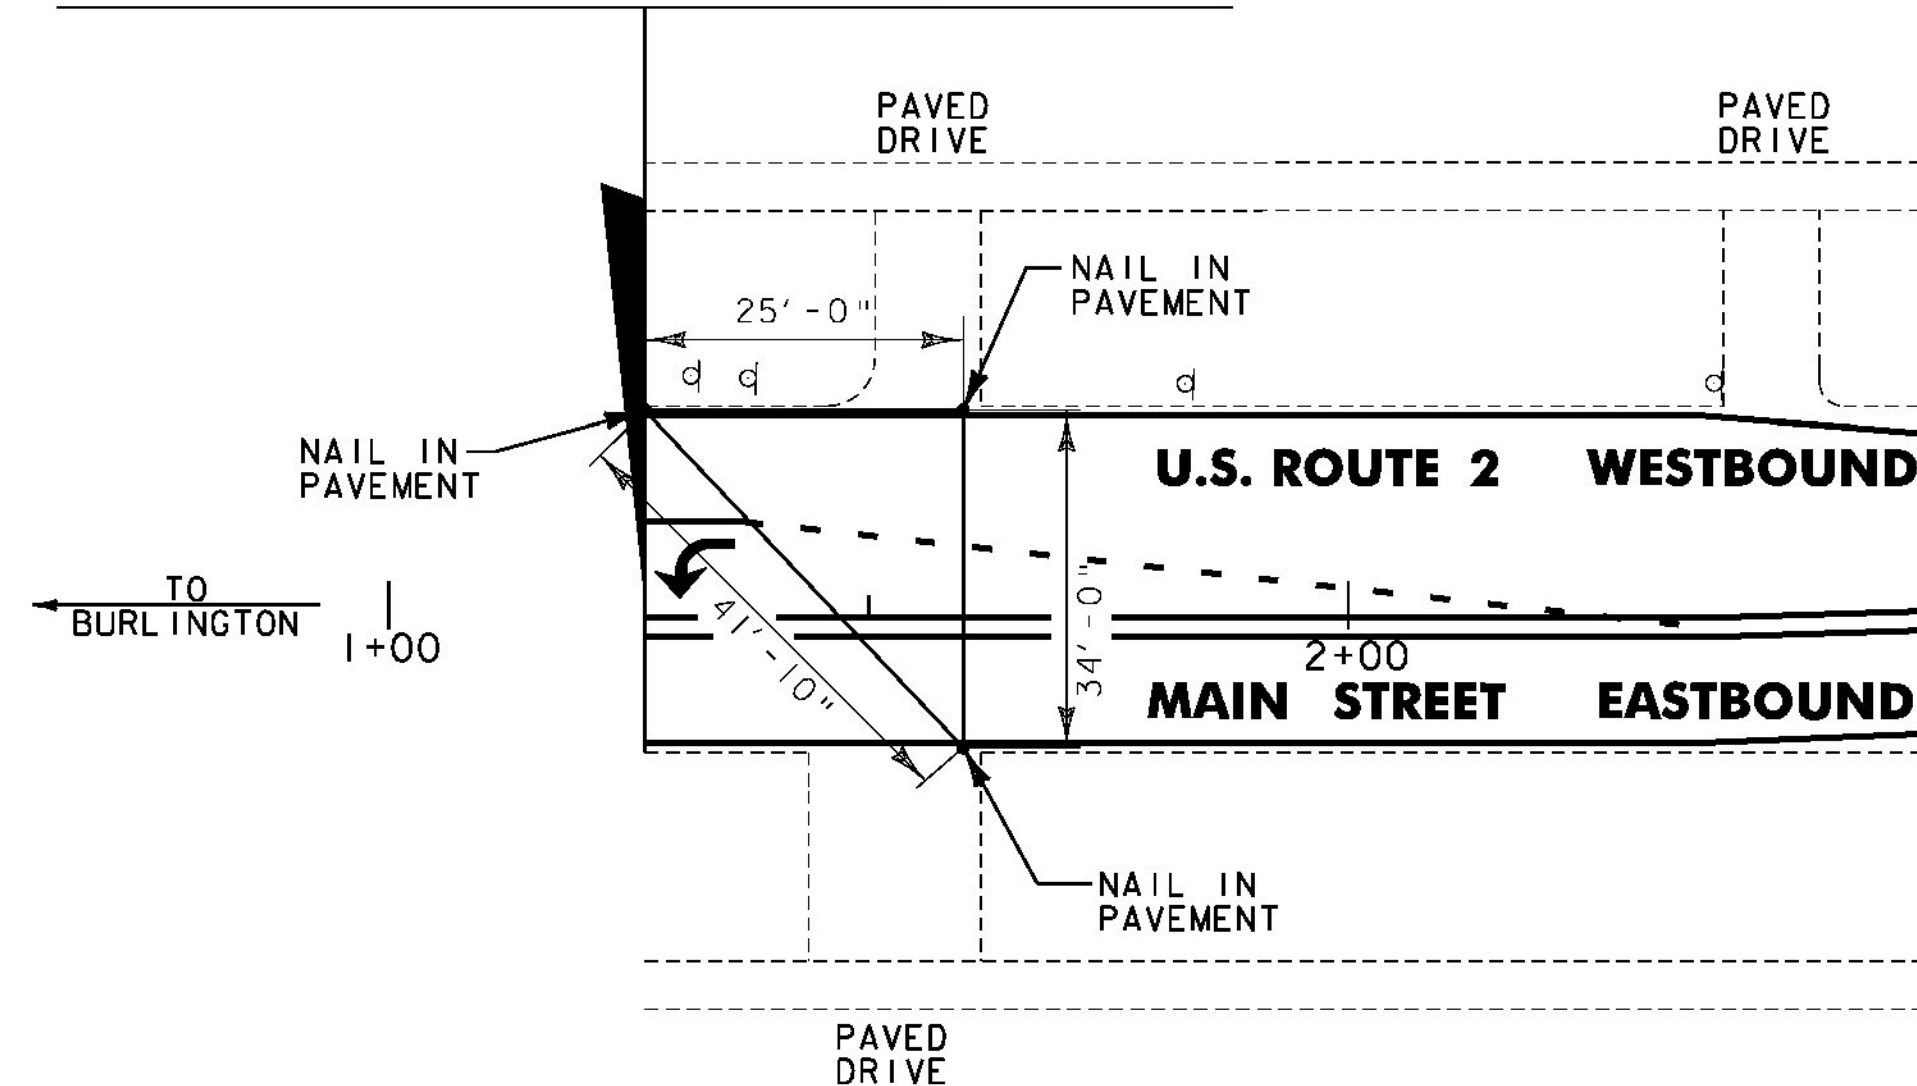 PAVED
DRIVE
PAVED
DRIVE
NAIL IN
PAVEMENT
25'-0"
NAIL IN
PAVEMENT
U.S. ROUTE 2 WESTBOUND
TO
BURLINGTON
1+00
41'-10"
34'-0"
2+00
MAIN STREET EASTBOUND
NAIL IN
PAVEMENT
PAVED
DRIVE